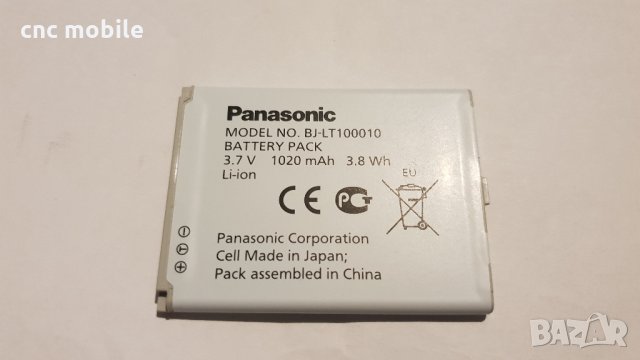 cnc mobile
Panasonic
MODEL NO. BJ-LT100010
BATTERY PACK
3.7 V 1020 mAh 3.8 Wh
Li-ion
EU
Panasonic Corporation
Cell Made in Japan;
Pack assembled in China
BAZAR